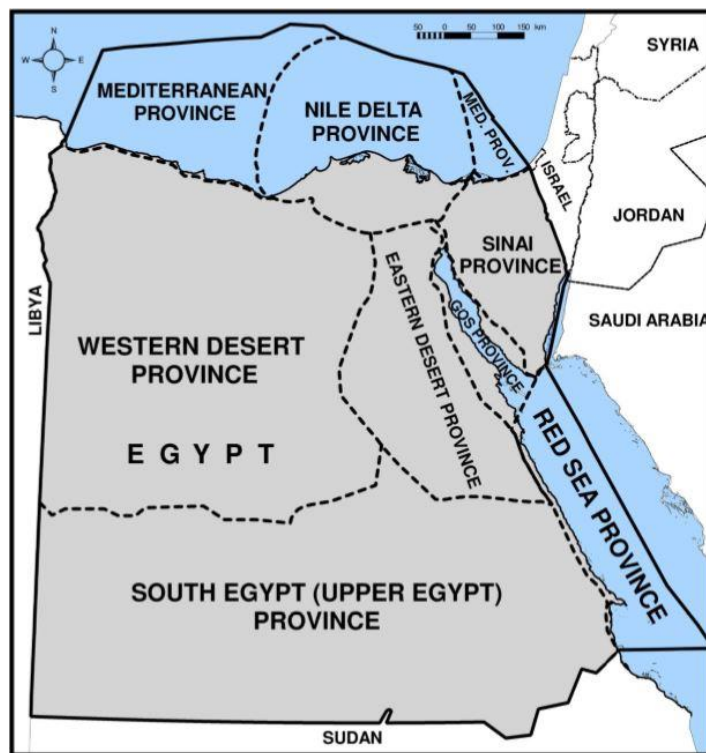 N
W E
S
50 0 50 100 150 km
SYRIA
MEDITERRANEAN
PROVINCE
NILE DELTA
PROVINCE
MED. PROV.
ISRAEL
JORDAN
SINAI
PROVINCE
LIBYA
EASTERN DESERT PROVINCE
GOS PROVINCE
SAUDI ARABIA
WESTERN DESERT
PROVINCE
EGYPT
RED SEA PROVINCE
SOUTH EGYPT (UPPER EGYPT)
PROVINCE
SUDAN